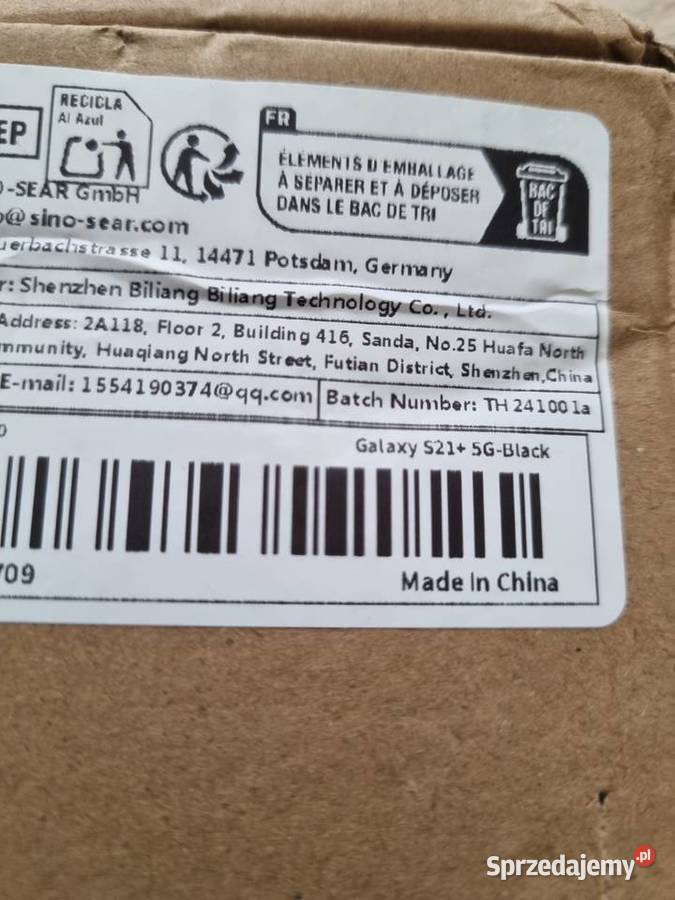 RECICLA
Al Azul
EP
FR
ÉLÉMENTS D'EMBALLAGE
À SÉPARER ET À DÉPOSER
DANS LE BAC DE TRI
BAC
DE
TRI
O-SEAR GmbH
@sino-sear.com
uerbachstrasse 11, 14471 Potsdam, Germany
r: Shenzhen Biliang Biliang Technology Co., Ltd.
Address: 2A118, Floor 2, Building 416, Sanda, No.25 Huafa North
mmunity, Huaqiang North Street, Futian District, Shenzhen,China
E-mail: 1554190374@qq.com
Batch Number: TH241001a
Galaxy S21+ 5G-Black
709
Made In China
Sprzedajemy.pl